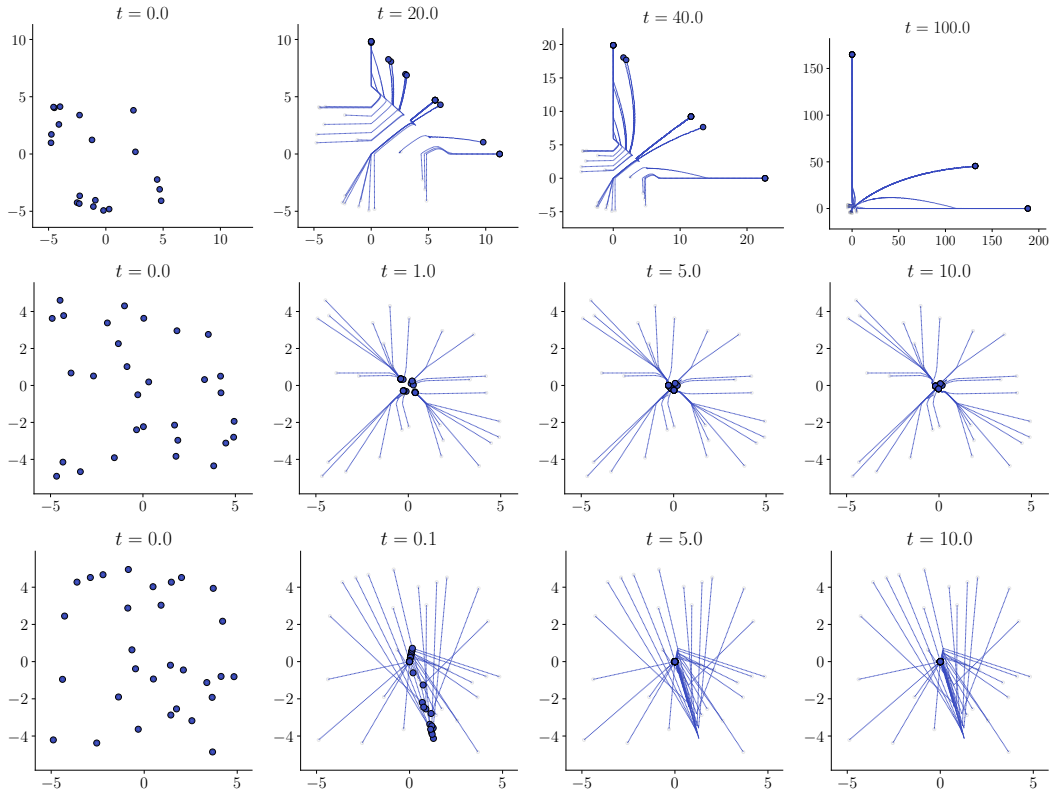 t = 0.0 t = 20.0 t = 40.0 t = 100.0
10 10 20 150
5 5 15 100
0 0 10 50
−5 −5 5 0
0
−5
−5 0 5 10 −5 0 5 10 0 10 20 0 50 100 150 200
t = 0.0 t = 1.0 t = 5.0 t = 10.0
4 4 4 4
2 2 2 2
0 0 0 0
−2 −2 −2 −2
−4 −4 −4 −4
−5 0 5 −5 0 5 −5 0 5 −5 0 5
t = 0.0 t = 0.1 t = 5.0 t = 10.0
4 4 4 4
2 2 2 2
0 0 0 0
−2 −2 −2 −2
−4 −4 −4 −4
−5 0 5 −5 0 5 −5 0 5 −5 0 5